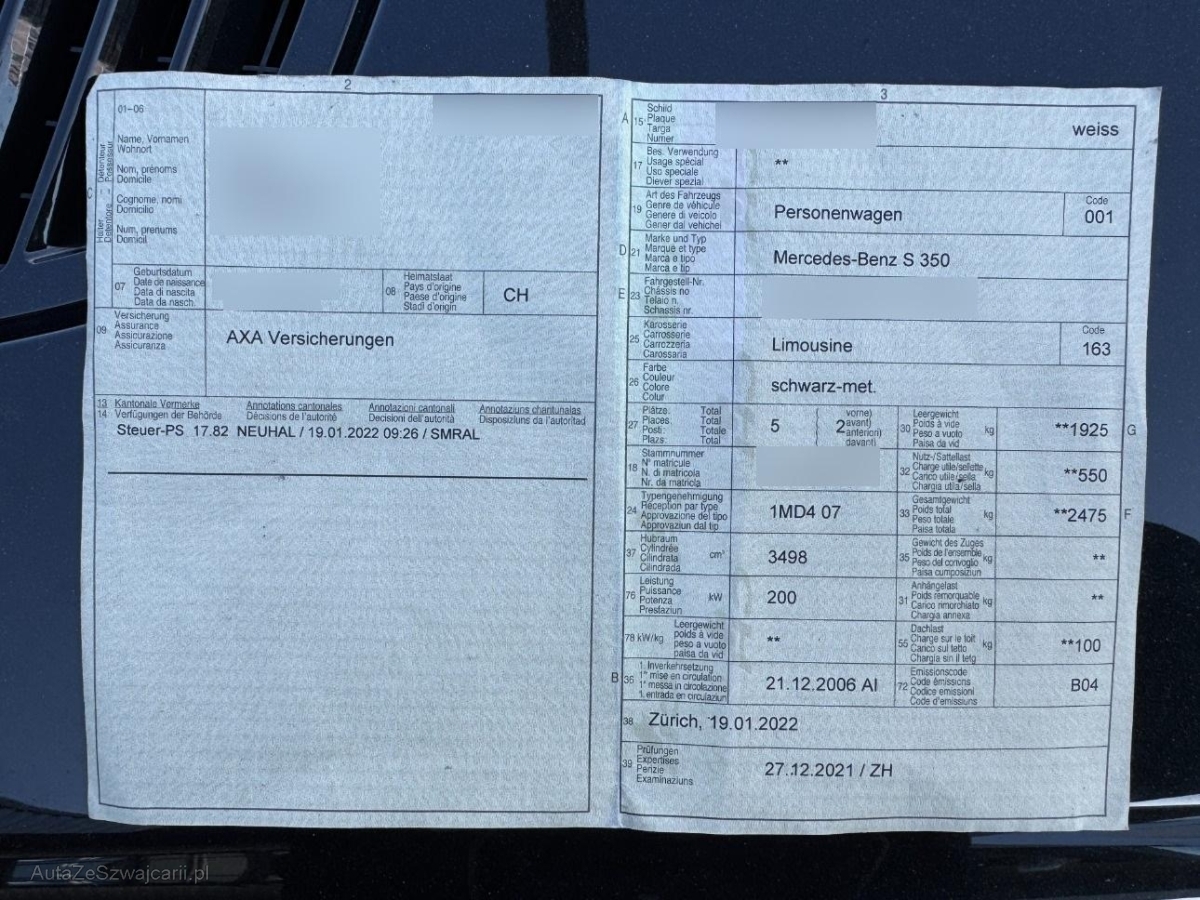 2
01–06
Halter - Détenteur
Detentore - Possessur
C
Name, Vornamen
Wohnort
Nom, prénoms
Domicile
Cognome, nomi
Domicilio
Num, prenums
Domicil
07
Geburtsdatum
Date de naissance
Data di nascita
Data da nasch.
08
Heimatstaat
Pays d'origine
Paese d'origine
Stadi d'origin
CH
09
Versicherung
Assurance
Assicurazione
Assicuranza
AXA Versicherungen
13 Kantonale Vermerke Annotations cantonales Annotazioni cantonali Annotaziuns chantunalas
14 Verfügungen der Behörde Décisions de l'autorité Decisioni dell'autorità Disposiziuns da l'autoritad
Steuer-PS 17.82 NEUHAL / 19.01.2022 09:26 / SMRAL
3
A 15
Schild
Plaque
Targa
Numer
weiss
17
Bes. Verwendung
Usage spécial
Uso speciale
Diever spezial
**
19
Art des Fahrzeugs
Genre de véhicule
Genere di veicolo
Gener dal vehichel
Personenwagen
Code
001
D 21
Marke und Typ
Marque et type
Marca e tipo
Marca e tip
Mercedes-Benz S 350
E 23
Fahrgestell-Nr.
Châssis no
Telaio n.
Schassis nr.
25
Karosserie
Carrosserie
Carrozzeria
Carossaria
Limousine
Code
163
26
Farbe
Couleur
Colore
Colur
schwarz-met.
27
Plätze: Total
Places: Total
Posti: Totale
Plazs: Total
5
2
vorne)
avant)
anteriori)
davant)
30
Leergewicht
Poids à vide
Peso a vuoto
Paisa da vid
kg
**1925
G
18
Stammnummer
N° matricule
N. di matricola
Nr. da matricla
32
Nutz-/Sattellast
Charge utile/sellette
Carico utile/sella
Chargia utila/sella
kg
**550
24
Typengenehmigung
Réception par type
Approvazione del tipo
Approvaziun dal tip
1MD4 07
33
Gesamtgewicht
Poids total
Peso totale
Paisa totala
kg
**2475
F
37
Hubraum
Cylindrée
Cilindrata
Cilindrada
cm³
3498
35
Gewicht des Zuges
Poids de l'ensemble
Peso del convoglio
Paisa cumposiziun
kg
**
76
Leistung
Puissance
Potenza
Prestaziun
kW
200
31
Anhängelast
Poids remorquable
Carico rimorchiato
Chargia annexa
kg
**
78 kW/kg
Leergewicht
poids à vide
peso a vuoto
paisa da vid
**
55
Dachlast
Charge sur le toit
Carico sul tetto
Chargia sin il tetg
kg
**100
B 36
1. Inverkehrsetzung
1re mise en circulation
1a messa in circolazione
1. entrada en circulaziun
21.12.2006 AI
72
Emissionscode
Code émissions
Codice emissioni
Code d'emissiuns
B04
38
Zürich, 19.01.2022
39
Prüfungen
Expertises
Perizie
Examinaziuns
27.12.2021 / ZH
AutaZeSzwajcarii.pl